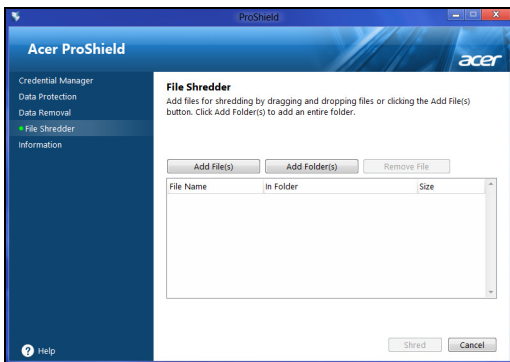 ProShield
Acer ProShield
acer
Credential Manager
Data Protection
Data Removal
File Shredder
Information
File Shredder
Add files for shredding by dragging and dropping files or clicking the Add File(s)
button. Click Add Folder(s) to add an entire folder.
Add File(s) Add Folder(s) Remove File
File Name In Folder Size
Shred Cancel
? Help